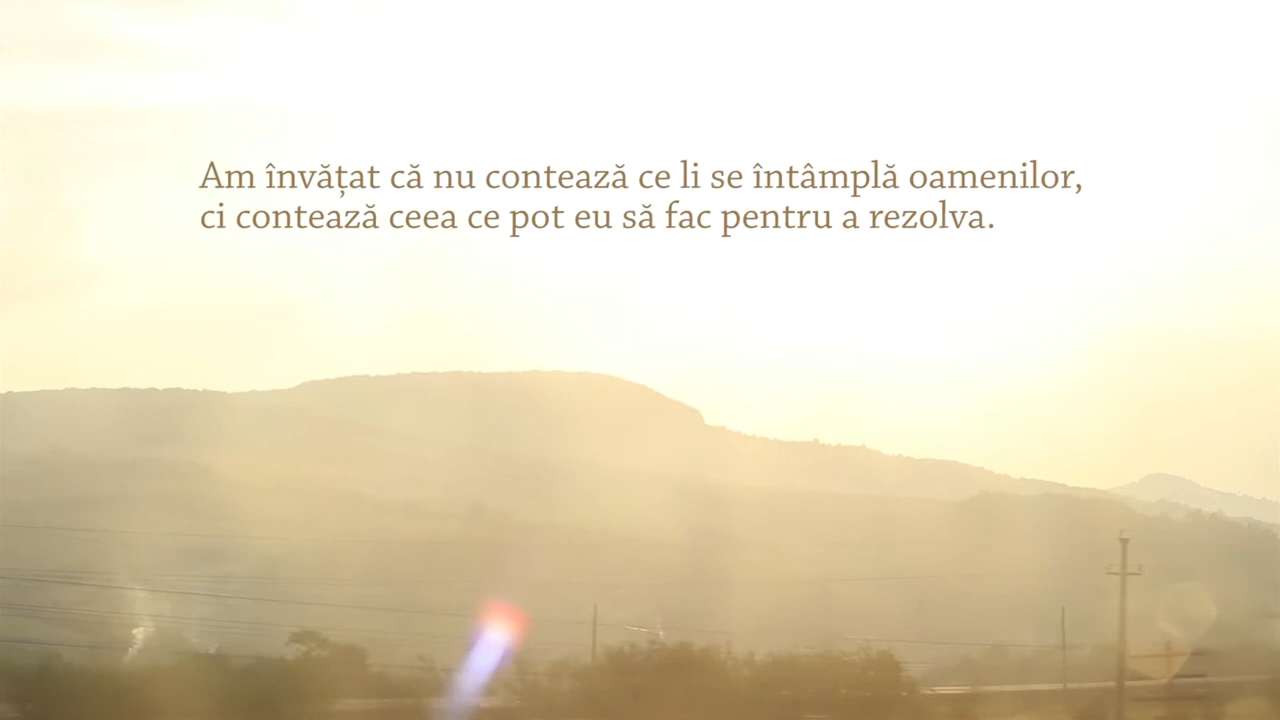 Am învățat că nu contează ce li se întâmplă oamenilor,
ci contează ceea ce pot eu să fac pentru a rezolva.